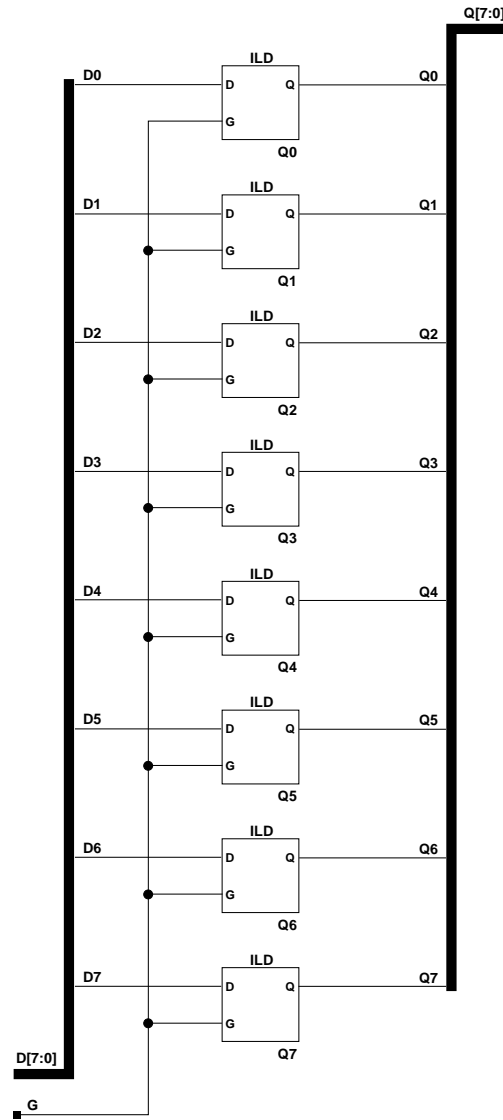 Q[7:0]
ILD
D0 D Q Q0
G
Q0
ILD
D1 D Q Q1
G
Q1
ILD
D2 D Q Q2
G
Q2
ILD
D3 D Q Q3
G
Q3
ILD
D4 D Q Q4
G
Q4
ILD
D5 D Q Q5
G
Q5
ILD
D6 D Q Q6
G
Q6
ILD
D7 D Q Q7
G
Q7
D[7:0]
G